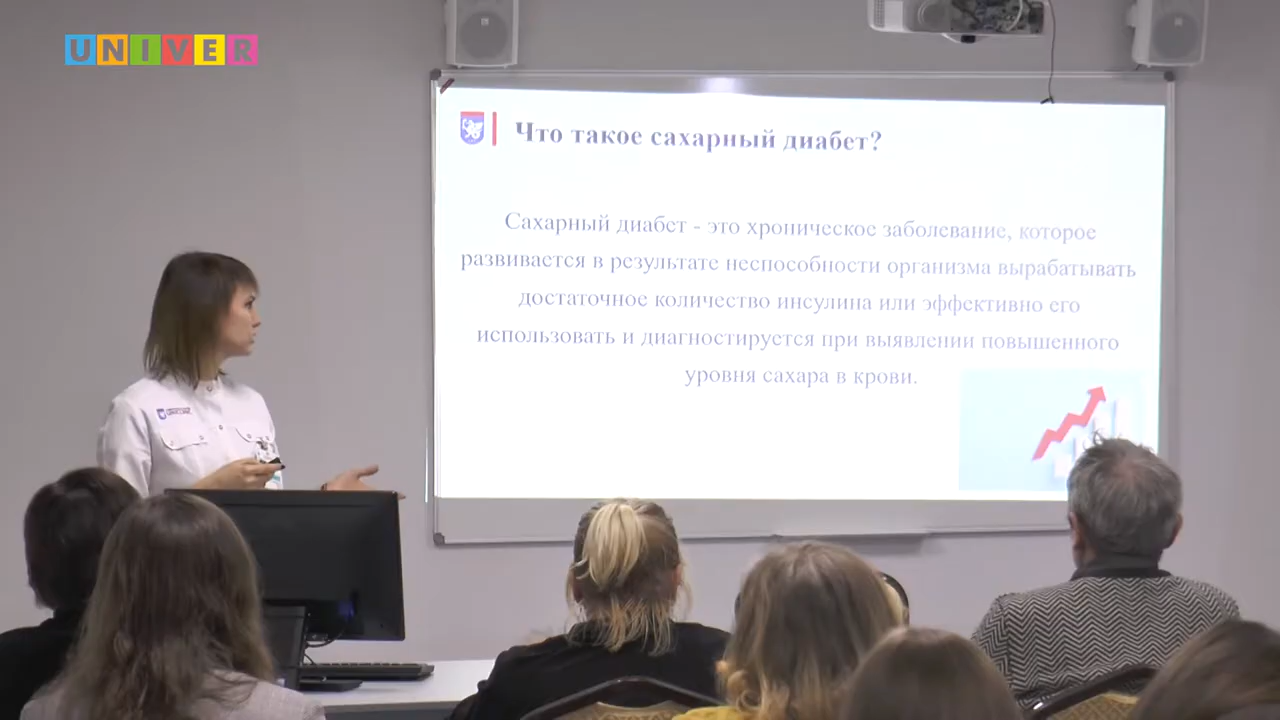 UNIVER
Что такое сахарный диабет?
Сахарный диабет - это хроническое заболевание, которое
развивается в результате неспособности организма вырабатывать
достаточное количество инсулина или эффективно его
использовать и диагностируется при выявлении повышенного
уровня сахара в крови.